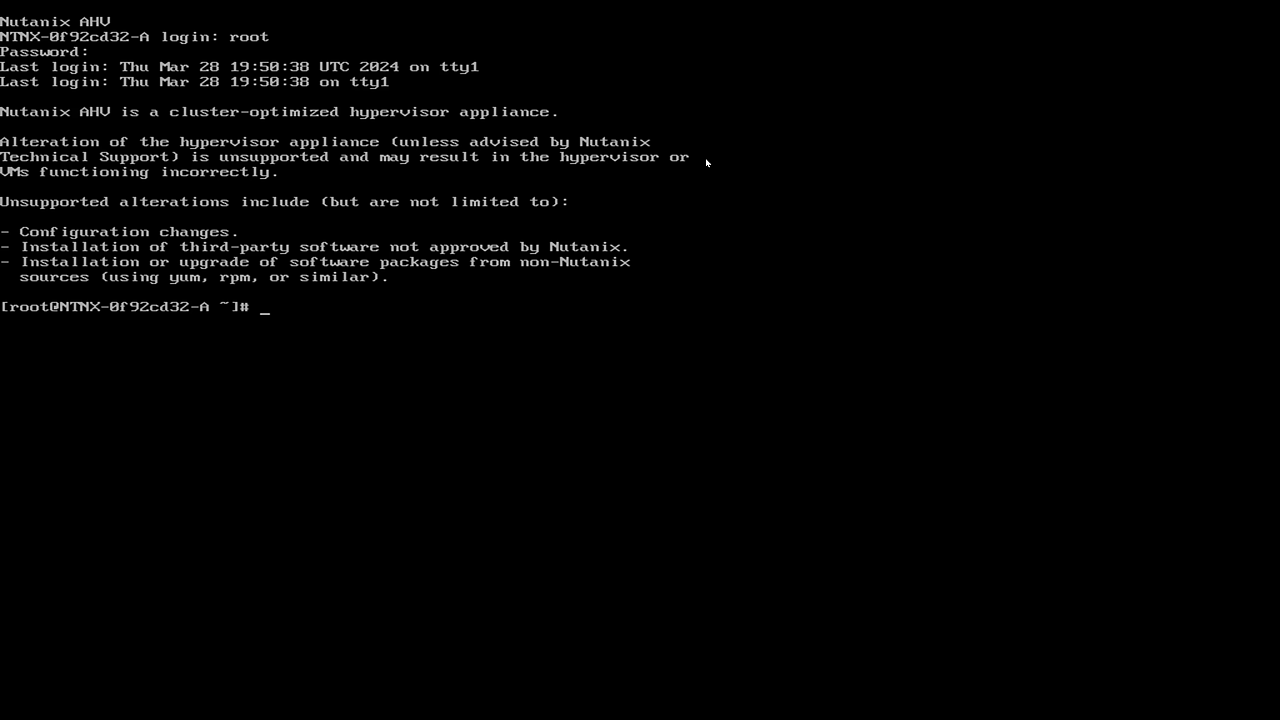 Nutanix AHV
NTNX-0f92cd32-A login: root
Password:
Last login: Thu Mar 28 19:50:38 UTC 2024 on tty1
Last login: Thu Mar 28 19:50:38 on tty1
Nutanix AHV is a cluster-optimized hypervisor appliance.
Alteration of the hypervisor appliance (unless advised by Nutanix
Technical Support) is unsupported and may result in the hypervisor or
VMs functioning incorrectly.
Unsupported alterations include (but are not limited to):
- Configuration changes.
- Installation of third-party software not approved by Nutanix.
- Installation or upgrade of software packages from non-Nutanix
  sources (using yum, rpm, or similar).
[root@NTNX-0f92cd32-A ~]# _